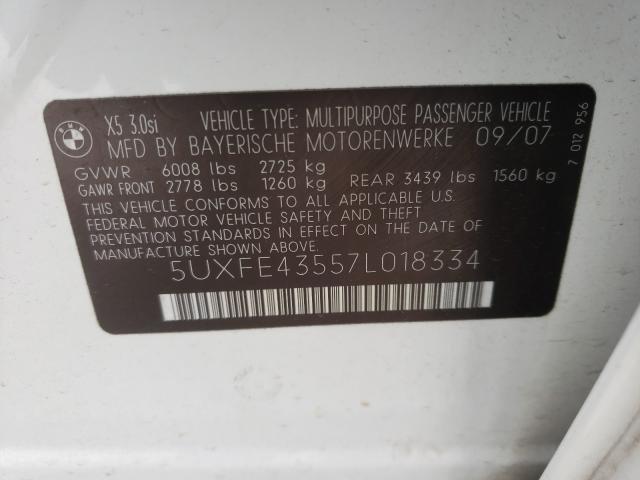 BMW
X5 3.0si VEHICLE TYPE: MULTIPURPOSE PASSENGER VEHICLE
MFD BY BAYERISCHE MOTORENWERKE 09/07
GVWR 6008 lbs 2725 kg
GAWR FRONT 2778 lbs 1260 kg REAR 3439 lbs 1560 kg
THIS VEHICLE CONFORMS TO ALL APPLICABLE U.S.
FEDERAL MOTOR VEHICLE SAFETY AND THEFT
PREVENTION STANDARDS IN EFFECT ON THE DATE OF
MANUFACTURE SHOWN ABOVE.
5UXFE43557L018334
7 012 956